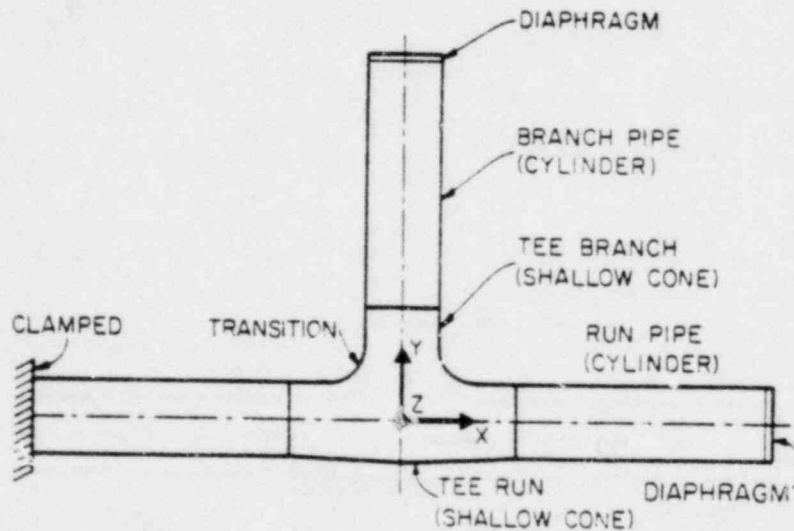 DIAPHRAGM
BRANCH PIPE
(CYLINDER)
TEE BRANCH
(SHALLOW CONE)
CLAMPED
TRANSITION
RUN PIPE
(CYLINDER)
Y
Z
X
TEE RUN
(SHALLOW CONE)
DIAPHRAGM